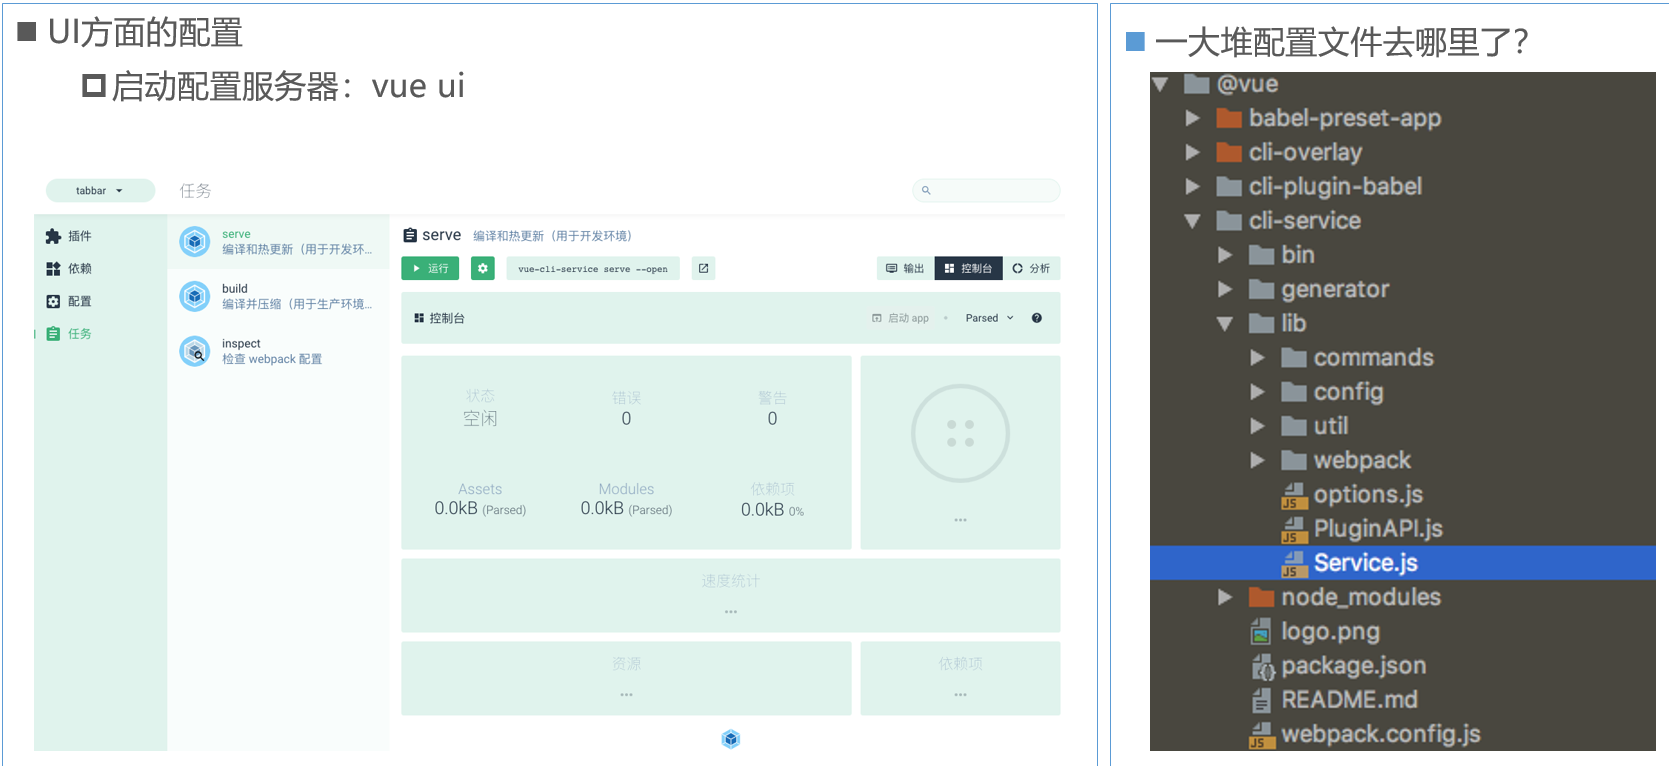 UI方面的配置
启动配置服务器：vue ui
tabbar
任务
插件
依赖
配置
任务
serve
编译和热更新（用于开发环...
build
编译并压缩（用于生产环境...
inspect
检查 webpack 配置
serve 编译和热更新（用于开发环境）
运行
vue-cli-service serve --open
输出
控制台
分析
控制台
启动 app
Parsed
状态
空闲
错误
0
警告
0
Assets
0.0kB (Parsed)
Modules
0.0kB (Parsed)
依赖项
0.0kB 0%
...
速度统计
...
资源
...
依赖项
...
一大堆配置文件去哪里了？
@vue
babel-preset-app
cli-overlay
cli-plugin-babel
cli-service
bin
generator
lib
commands
config
util
webpack
options.js
PluginAPI.js
Service.js
node_modules
logo.png
package.json
README.md
webpack.config.js